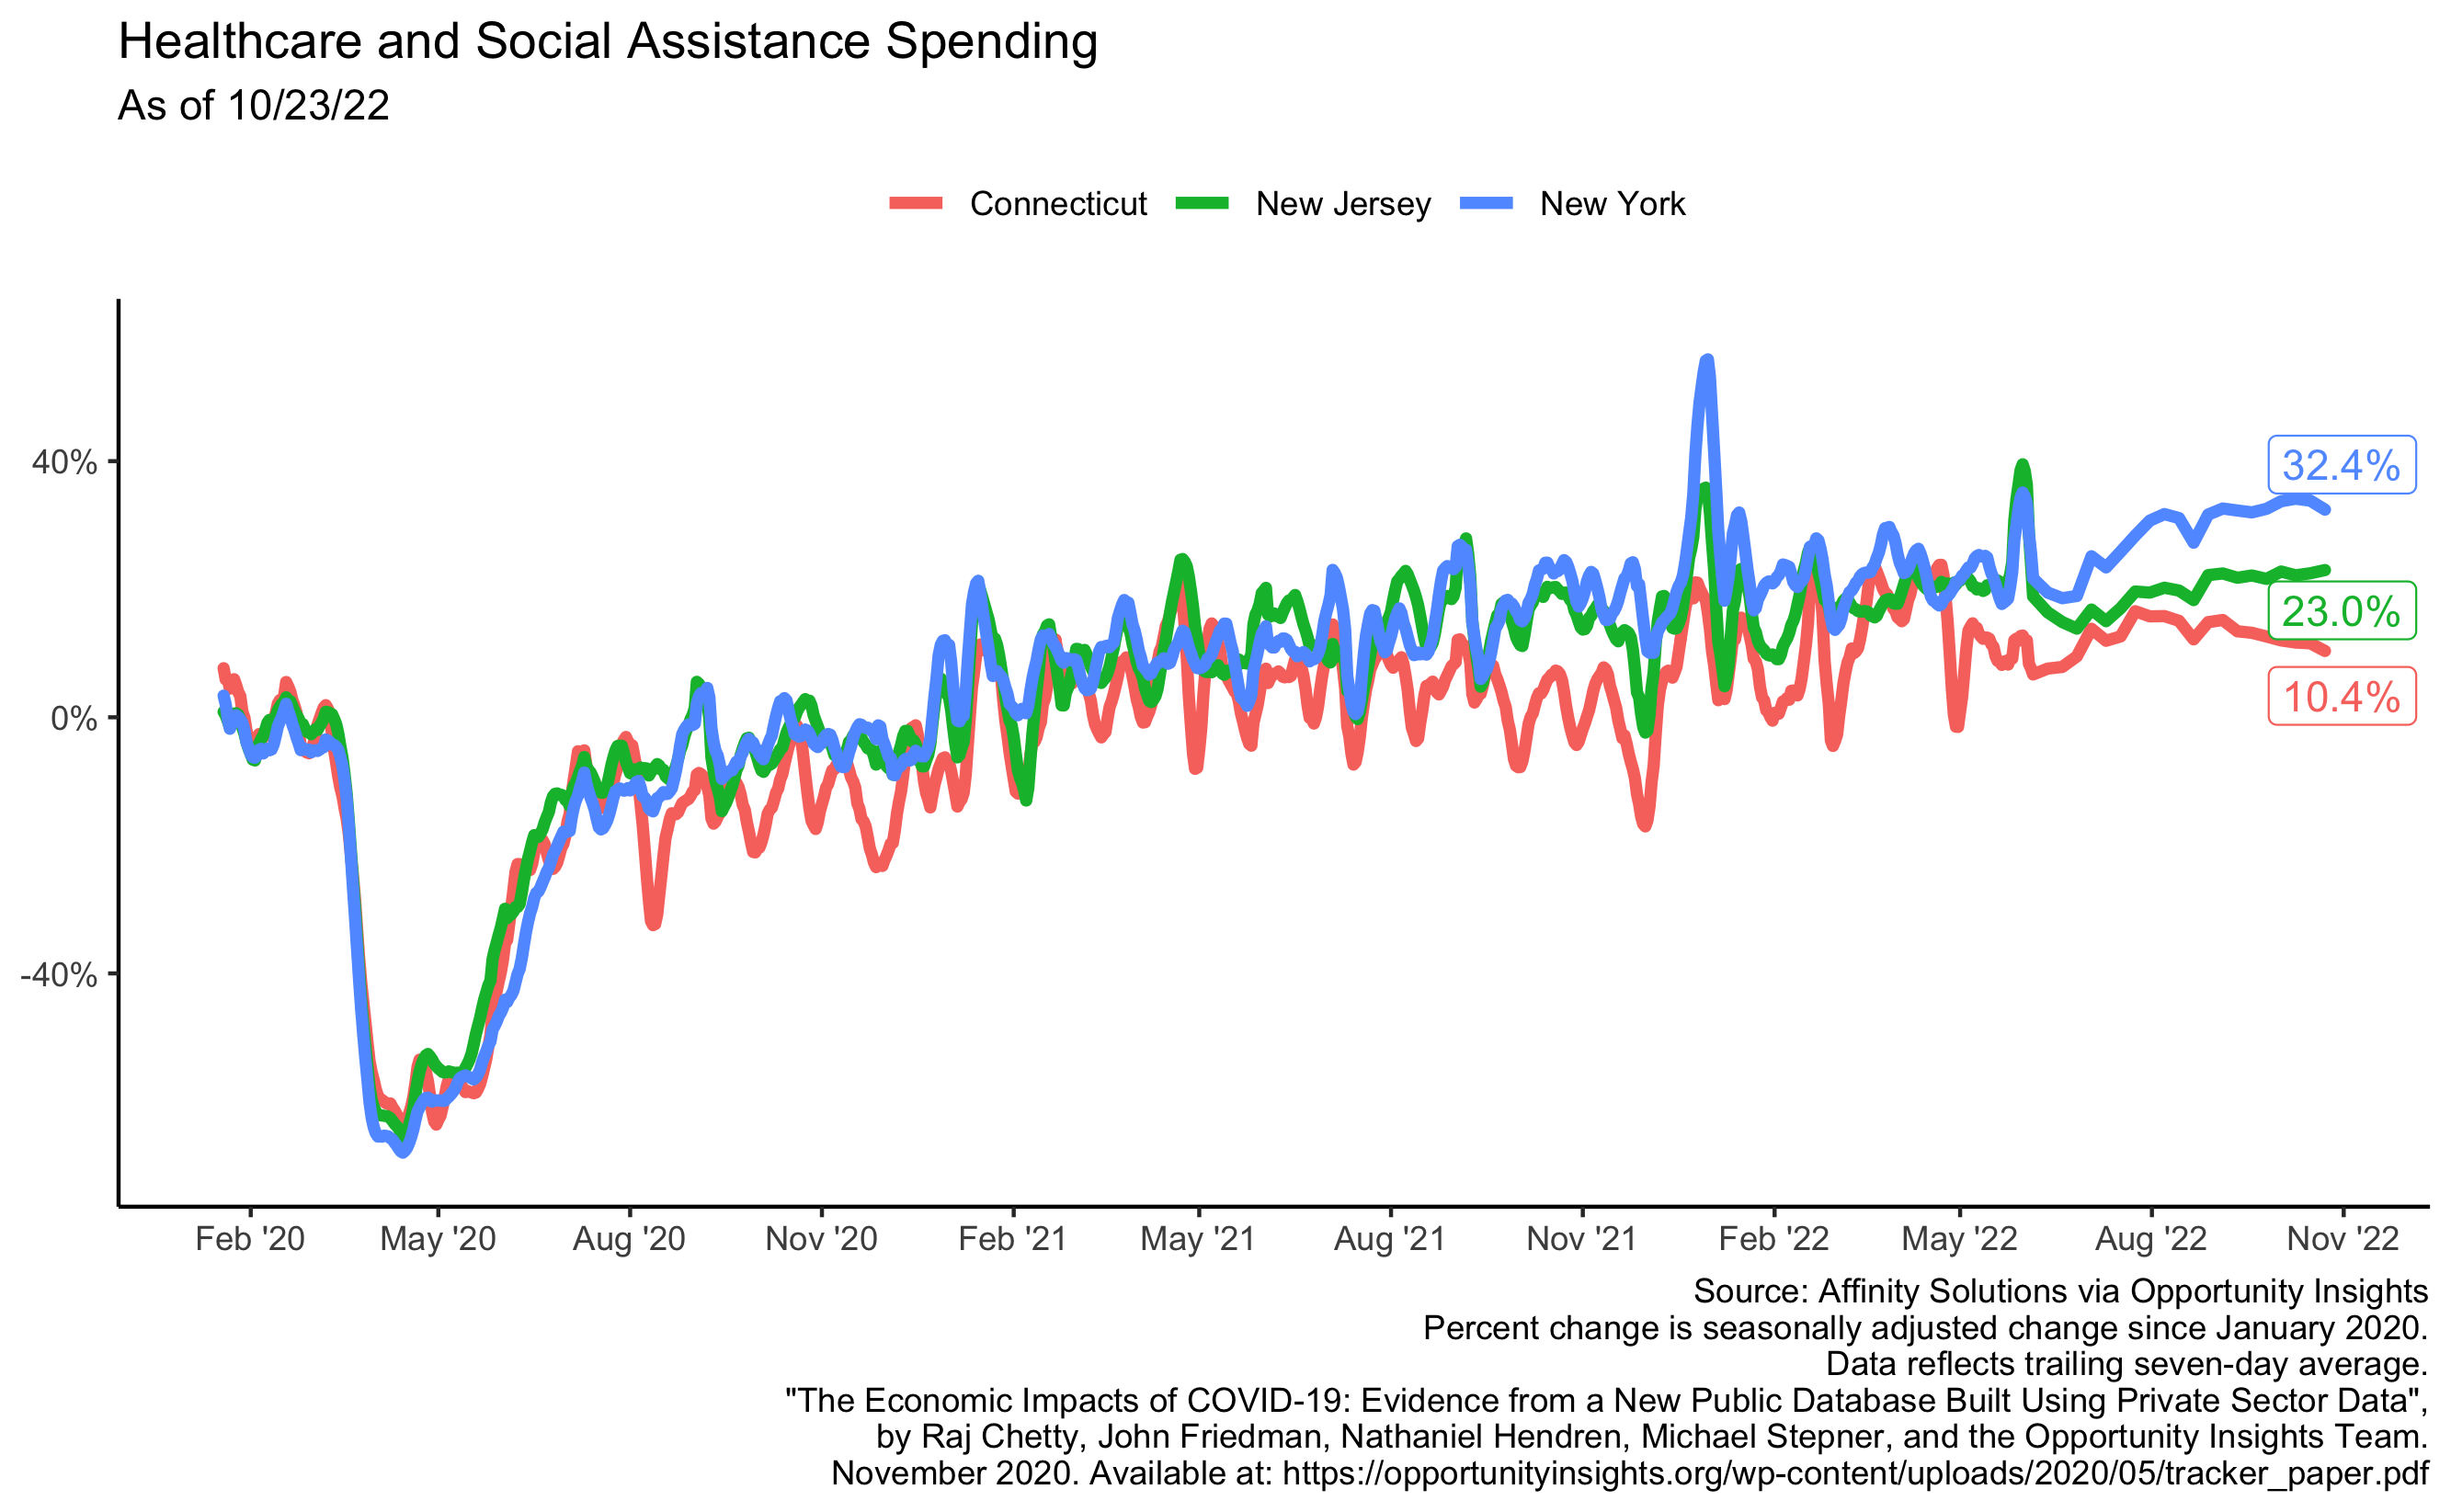 Healthcare and Social Assistance Spending
As of 10/23/22
Connecticut New Jersey New York
40%
0%
-40%
32.4%
23.0%
10.4%
Feb '20 May '20 Aug '20 Nov '20 Feb '21 May '21 Aug '21 Nov '21 Feb '22 May '22 Aug '22 Nov '22
Source: Affinity Solutions via Opportunity Insights
Percent change is seasonally adjusted change since January 2020.
Data reflects trailing seven-day average.
"The Economic Impacts of COVID-19: Evidence from a New Public Database Built Using Private Sector Data",
by Raj Chetty, John Friedman, Nathaniel Hendren, Michael Stepner, and the Opportunity Insights Team.
November 2020. Available at: https://opportunityinsights.org/wp-content/uploads/2020/05/tracker_paper.pdf